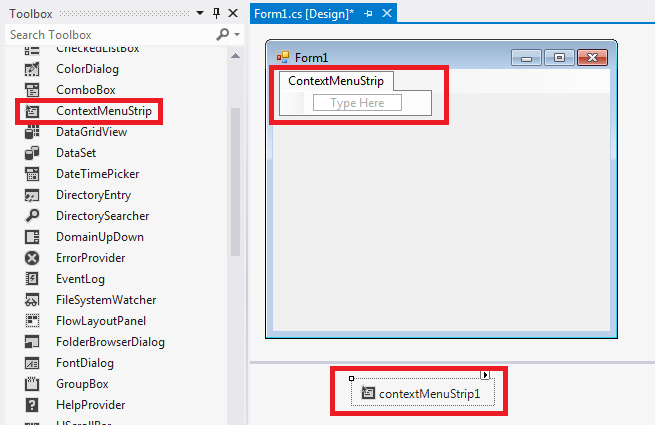 Toolbox
Search Toolbox
CheckedListBox
ColorDialog
ComboBox
ContextMenuStrip
DataGridView
DataSet
DateTimePicker
DirectoryEntry
DirectorySearcher
DomainUpDown
ErrorProvider
EventLog
FileSystemWatcher
FlowLayoutPanel
FolderBrowserDialog
FontDialog
GroupBox
HelpProvider
HScrollBar
Form1.cs [Design]*
Form1
ContextMenuStrip
Type Here
contextMenuStrip1